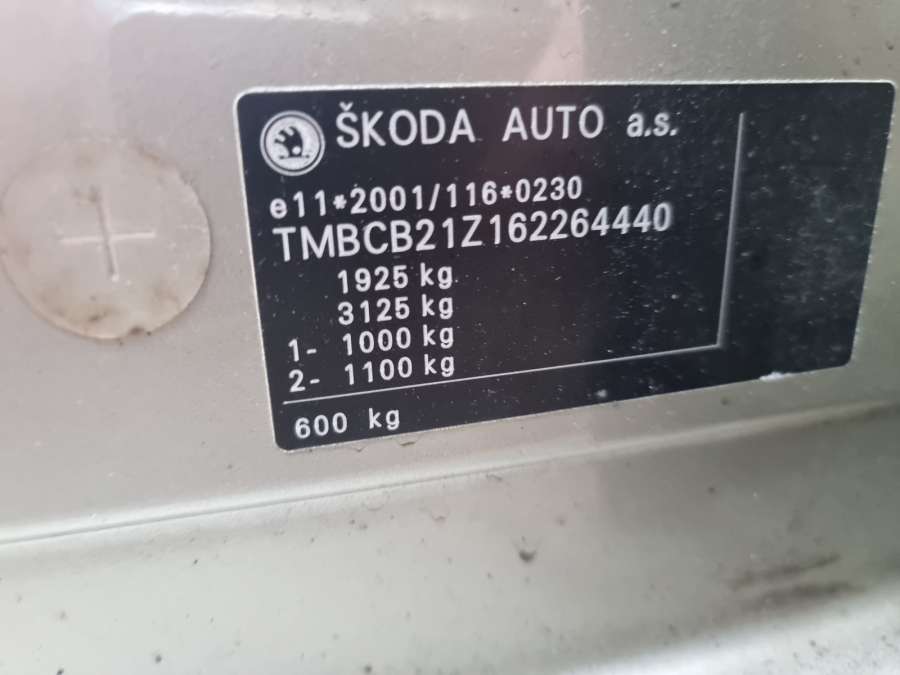 ŠKODA AUTO a.s.
e11*2001/116*0230
TMBCB21Z162264440
1925 kg
3125 kg
1- 1000 kg
2- 1100 kg
600 kg